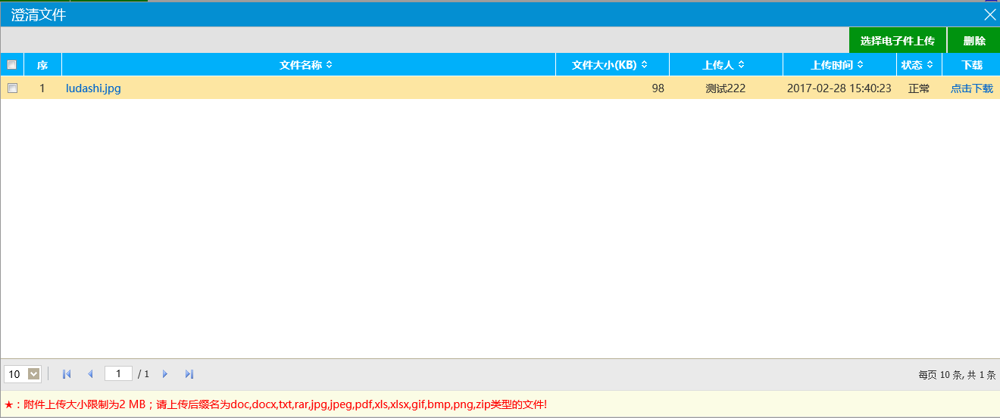 澄清文件
选择电子件上传 删除
序 文件名称 文件大小(KB) 上传人 上传时间 状态 下载
1 ludashi.jpg 98 测试222 2017-02-28 15:40:23 正常 点击下载
10 1 / 1 每页 10 条, 共 1 条
★：附件上传大小限制为2 MB；请上传后缀名为doc,docx,txt,rar,jpg,jpeg,pdf,xls,xlsx,gif,bmp,png,zip类型的文件!